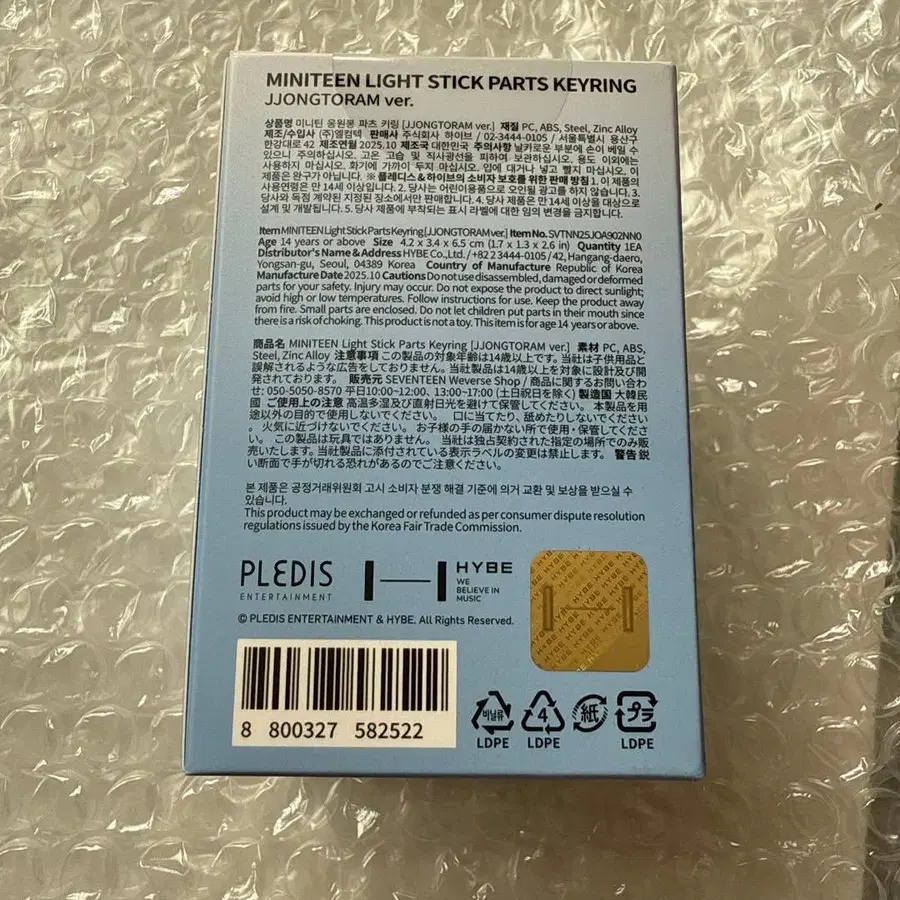 MINITEEN LIGHT STICK PARTS KEYRING
JJONGTORAM ver.
상품명 미니틴 응원봉 파츠 키링 [JJONGTORAM ver.] 재질 PC, ABS, Steel, Zinc Alloy
제조/수입사 (주)엘컴텍 판매사 주식회사 하이브 / 02-3444-0105 / 서울특별시 용산구
한강대로 42 제조연월 2025.10 제조국 대한민국 주의사항 날카로운 부분에 손이 베일 수
있으니 주의하십시오. 고온 고습 및 직사광선을 피하여 보관하십시오. 용도 이외에는
사용하지 마십시오. 화기에 가까이 두지 마십시오. 입에 대거나 넣고 빨지 마십시오. 이
제품은 완구가 아닙니다. ※ 플레디스&하이브의 소비자 보호를 위한 판매 방침 1. 이 제품의
사용연령은 만 14세 이상입니다. 2. 당사는 어린이용품으로 오인될 광고를 하지 않습니다. 3.
당사와 독점 계약된 지정된 장소에서만 판매합니다. 4. 당사 제품은 만 14세 이상을 대상으로
설계 및 개발됩니다. 5. 당사 제품에 부착되는 표시 라벨에 대한 임의 변경을 금지합니다.
Item MINITEEN Light Stick Parts Keyring [JJONGTORAM ver.] Item No. SVTNN25JOA902NN0
Age 14 years or above Size 4.2 x 3.4 x 6.5 cm (1.7 x 1.3 x 2.6 in) Quantity 1EA
Distributor's Name & Address HYBE Co.,Ltd. / +82 2 3444-0105 / 42, Hangang-daero,
Yongsan-gu, Seoul, 04389 Korea Country of Manufacture Republic of Korea
Manufacture Date 2025.10 Cautions Do not use disassembled, damaged or deformed
parts for your safety. Injury may occur. Do not expose the product to direct sunlight;
avoid high or low temperatures. Follow instructions for use. Keep the product away
from fire. Small parts are enclosed. Do not let children put parts in their mouth since
there is a risk of choking. This product is not a toy. This item is for age 14 years or above.
商品名 MINITEEN Light Stick Parts Keyring [JJONGTORAM ver.] 素材 PC, ABS,
Steel, Zinc Alloy 注意事項 この製品の対象年齢は14歳以上です。当社は子供用品と
誤解されるような広告をしておりません。当社製品は14歳以上を対象に設計及び開
発されております。 販売元 SEVENTEEN Weverse Shop / 商品に関するお問い合わ
せ: 050-5050-8570 平日10:00~12:00、13:00~17:00 (土日祝日を除く) 製造国 大韓民
國 ご使用上の注意 高温多湿及び直射日光を避けて保管してください。 本製品を用
途以外の目的で使用しないでください。 口に当てたり、舐めたりしないでください
。火気に近づけないでください。 お子様の手の届かない所で使用・保管してくださ
い。 この製品は玩具ではありません。 当社は独占契約された指定の場所でのみ販
売いたします。当社製品に添付されている表示ラベルの変更は禁止します。 警告 鋭
い断面で手が切れる恐れがあるのでご注意ください。
본 제품은 공정거래위원회 고시 소비자 분쟁 해결 기준에 의거 교환 및 보상을 받으실 수
있습니다.
This product may be exchanged or refunded as per consumer dispute resolution
regulations issued by the Korea Fair Trade Commission.
PLEDIS
ENTERTAINMENT
HYBE
WE
BELIEVE IN
MUSIC
© PLEDIS ENTERTAINMENT & HYBE. All Rights Reserved.
HYBE HYBE HYBE
8 800327 582522
비닐류
LDPE
4
LDPE
紙
プラ
LDPE